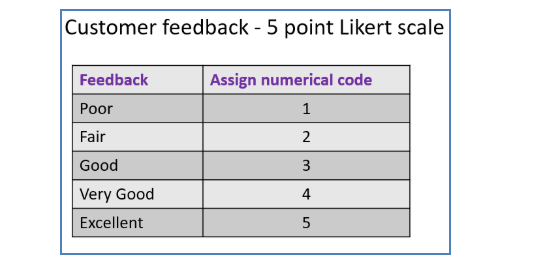 Customer feedback - 5 point Likert scale
Feedback Assign numerical code
Poor 1
Fair 2
Good 3
Very Good 4
Excellent 5